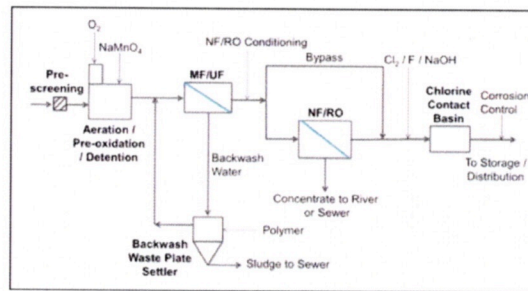 O2
NaMnO4
Pre-
screening
Aeration /
Pre-oxidation
/ Detention
MF/UF
NF/RO Conditioning
Bypass
NF/RO
Cl2 / F / NaOH
Chlorine
Contact
Basin
Corrosion
Control
To Storage /
Distribution
Backwash
Water
Concentrate to River
or Sewer
Polymer
Backwash
Waste Plate
Settler
Sludge to Sewer